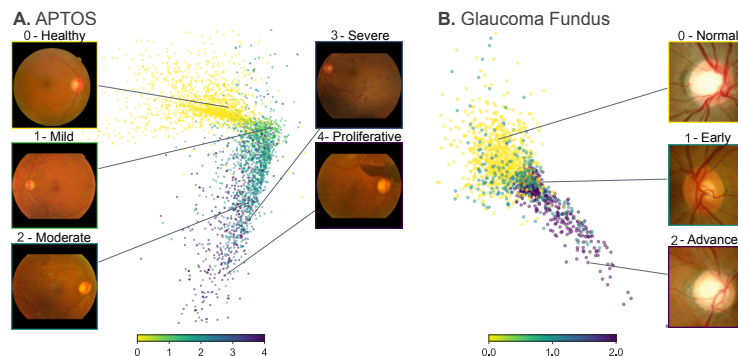 A. APTOS
0 - Healthy
1 - Mild
2 - Moderate
3 - Severe
4- Proliferative
0 1 2 3 4
B. Glaucoma Fundus
0 - Normal
1 - Early
2 - Advance
0.0 1.0 2.0